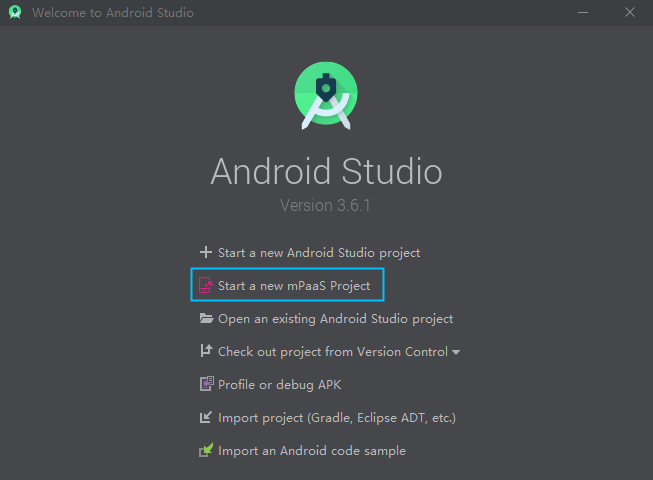 Welcome to Android Studio
Android Studio
Version 3.6.1
Start a new Android Studio project
Start a new mPaaS Project
Open an existing Android Studio project
Check out project from Version Control
Profile or debug APK
Import project (Gradle, Eclipse ADT, etc.)
Import an Android code sample